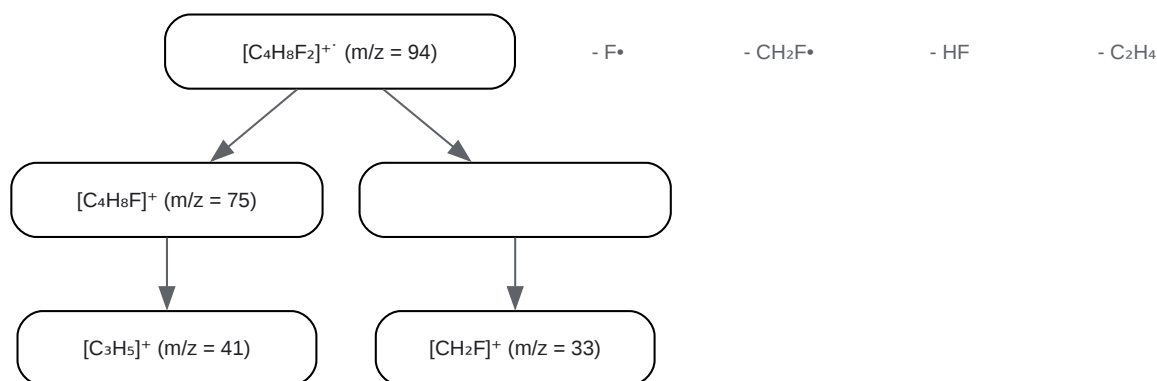 [C₄H₈F₂]⁺˙ (m/z = 94) - F• - CH₂F• - HF - C₂H₄
[C₄H₈F]⁺ (m/z = 75)
[C₃H₅]⁺ (m/z = 41) [CH₂F]⁺ (m/z = 33)